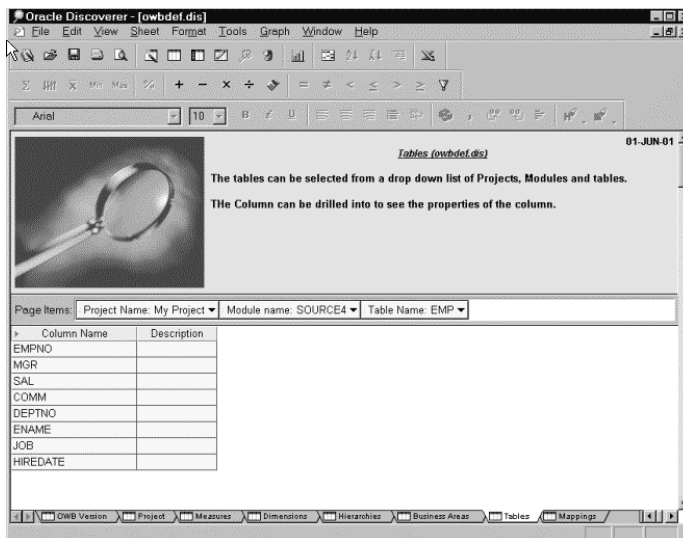 Oracle Discoverer - [owbdef.dis]
File Edit View Sheet Format Tools Graph Window Help
Σ x Min Max % + − × ÷ = ≠ < ≤ > ≥
Arial 10 B i U
01-JUN-01
Tables (owbdef.dis)
The tables can be selected from a drop down list of Projects, Modules and tables.
THe Column can be drilled into to see the properties of the column.
Page Items: Project Name: My Project Module name: SOURCE4 Table Name: EMP
Column Name Description
EMPNO
MGR
SAL
COMM
DEPTNO
ENAME
JOB
HIREDATE
OWB Version Project Measures Dimensions Hierarchies Business Areas Tables Mappings